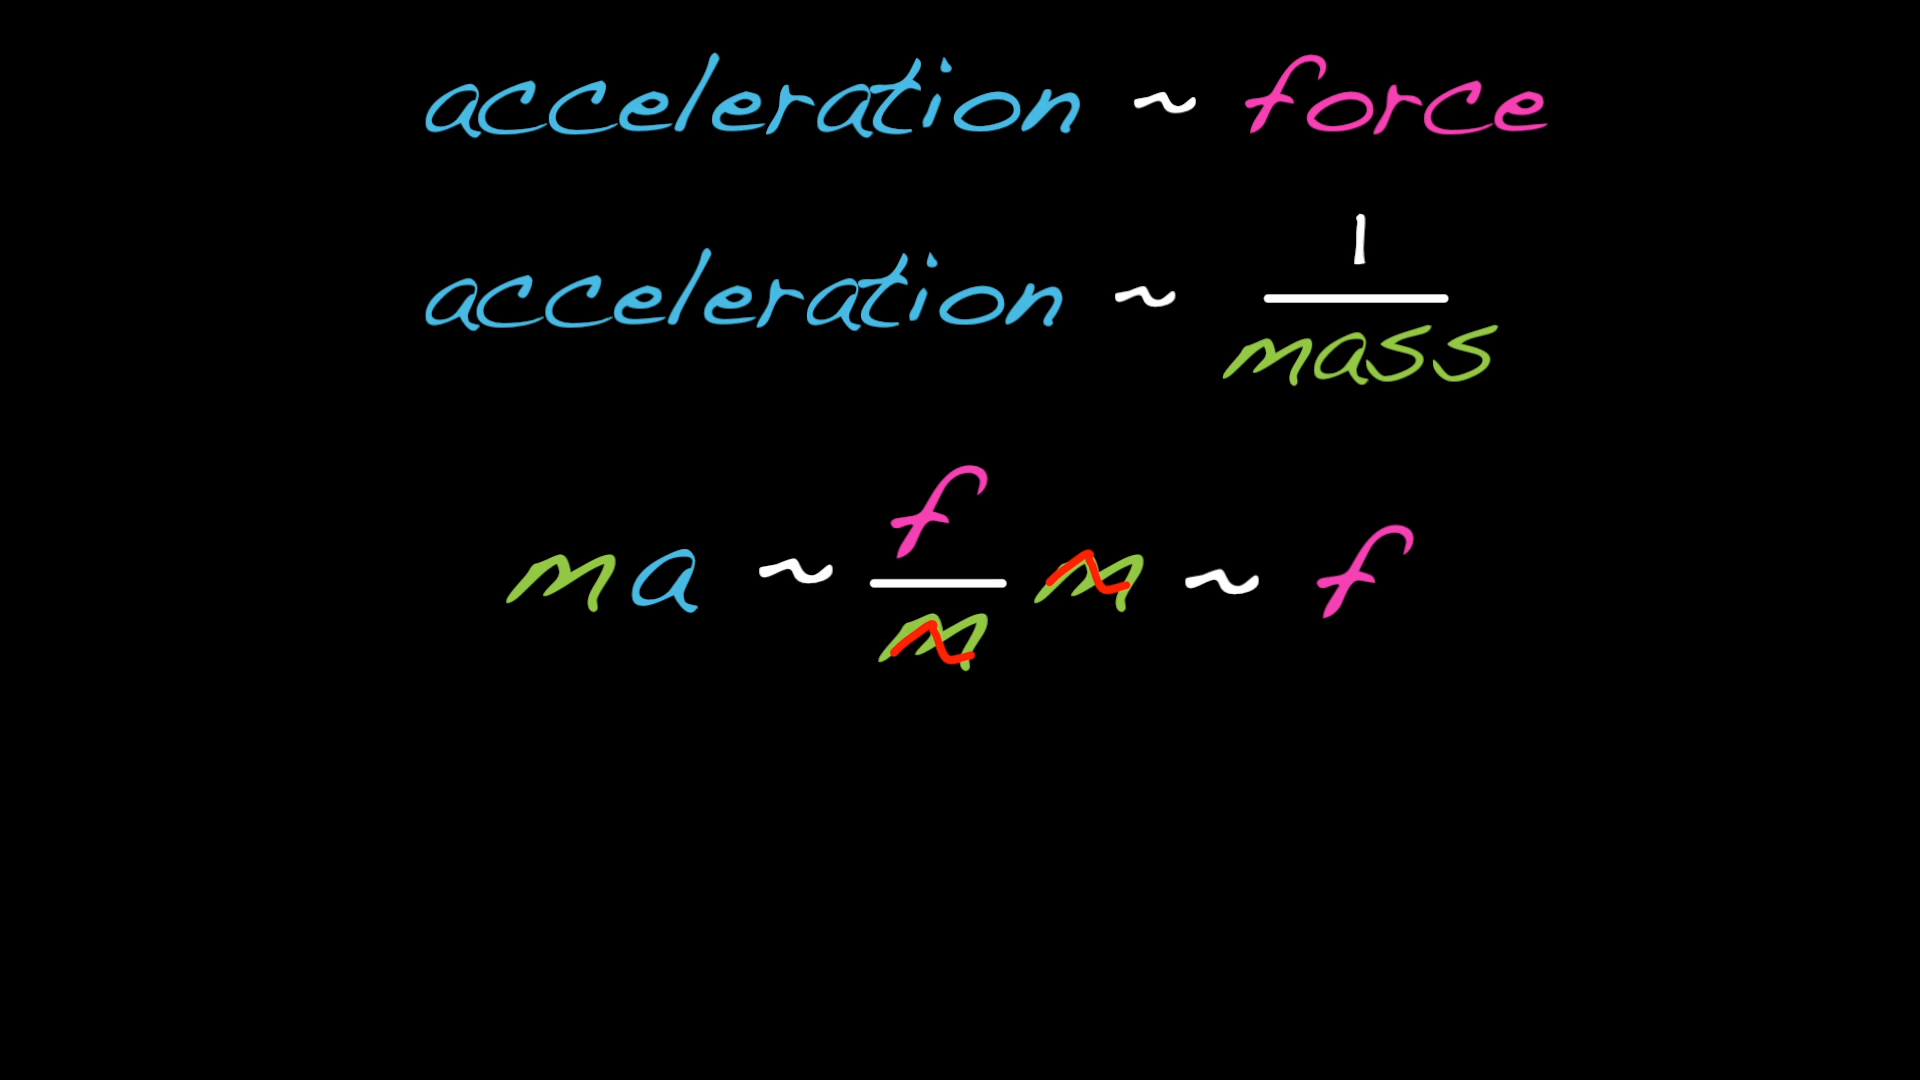 acceleration ~ force
acceleration ~ 1/mass
ma ~ f/m m ~ f